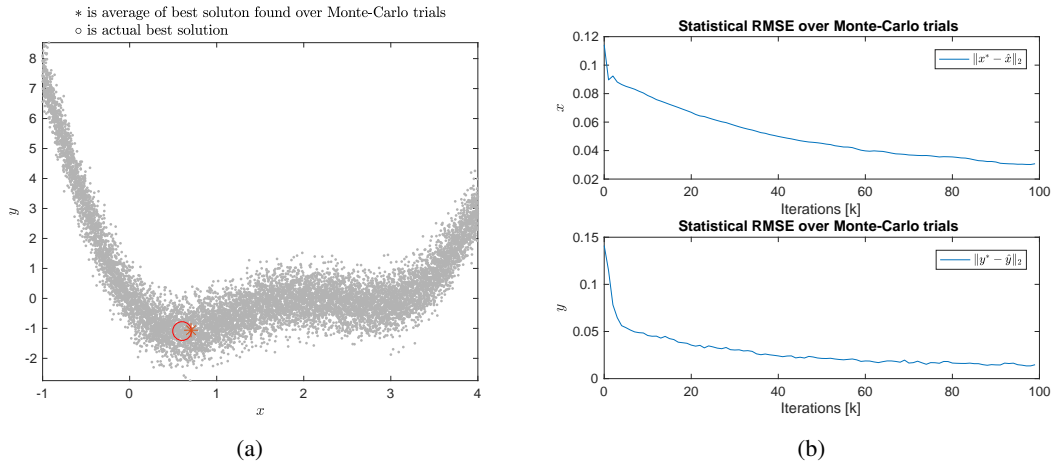 ∗ is average of best soluton found over Monte-Carlo trials
○ is actual best solution
8
7
6
5
4
3
2
1
0
-1
-2
y
-1 0 1 2 3 4
x
(a)
Statistical RMSE over Monte-Carlo trials
0.12
0.1
0.08
0.06
0.04
0.02
x
‖x* − x̂‖₂
0 20 40 60 80 100
Iterations [k]
Statistical RMSE over Monte-Carlo trials
0.15
0.1
0.05
0
y
‖y* − ŷ‖₂
0 20 40 60 80 100
Iterations [k]
(b)